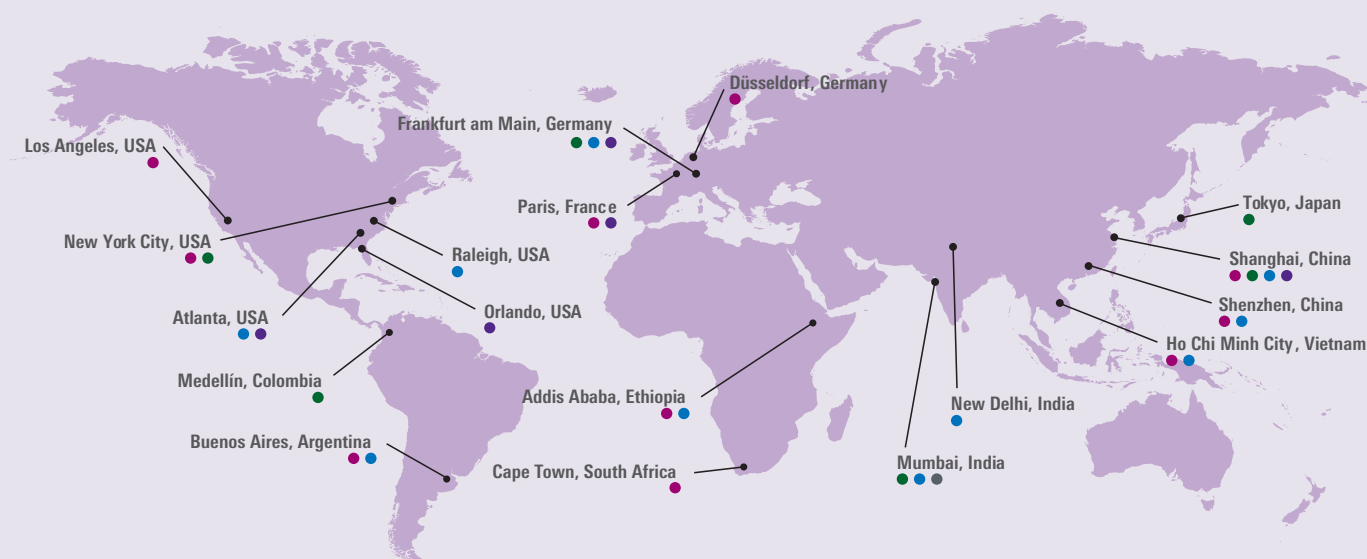 Düsseldorf, Germany
Frankfurt am Main, Germany
Los Angeles, USA
Paris, France
Tokyo, Japan
New York City, USA
Raleigh, USA
Shanghai, China
Atlanta, USA
Orlando, USA
Shenzhen, China
Ho Chi Minh City, Vietnam
Medellín, Colombia
Addis Ababa, Ethiopia
New Delhi, India
Buenos Aires, Argentina
Mumbai, India
Cape Town, South Africa